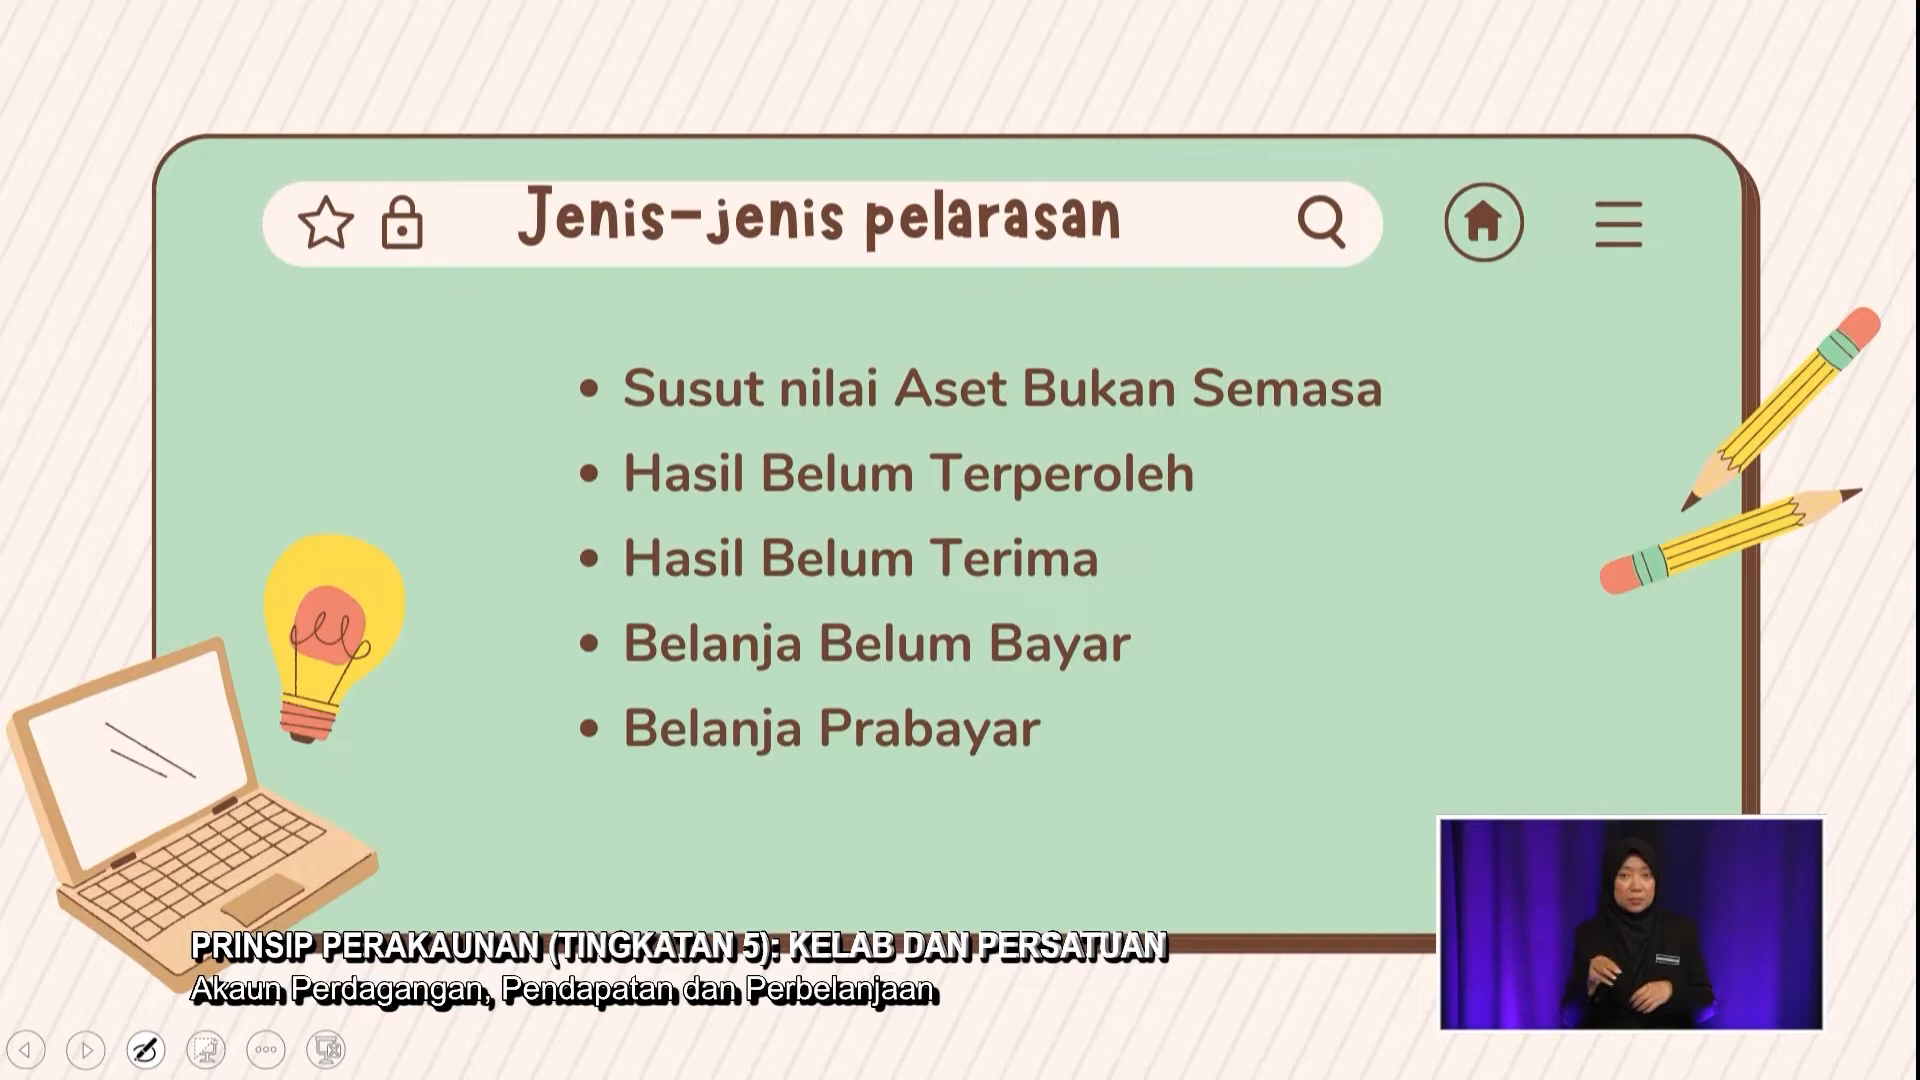 Jenis-jenis pelarasan
• Susut nilai Aset Bukan Semasa
• Hasil Belum Terperoleh
• Hasil Belum Terima
• Belanja Belum Bayar
• Belanja Prabayar
PRINSIP PERAKAUNAN (TINGKATAN 5): KELAB DAN PERSATUAN
Akaun Perdagangan, Pendapatan dan Perbelanjaan